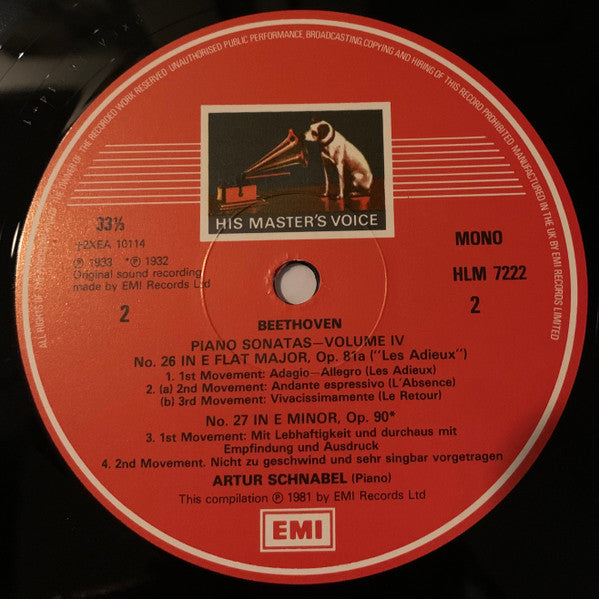 ALL RIGHTS OF THE MANUFACTURER AND OF THE OWNER OF THE RECORDED WORK RESERVED · UNAUTHORISED PUBLIC PERFORMANCE, BROADCASTING, COPYING AND HIRING OF THIS RECORD PROHIBITED · MANUFACTURED IN THE UK BY EMI RECORDS LIMITED
HIS MASTER'S VOICE
33⅓
2XEA 10114
Ⓟ 1933 *Ⓟ 1932
Original sound recording
made by EMI Records Ltd
2
MONO
HLM 7222
2
BEETHOVEN
PIANO SONATAS—VOLUME IV
No. 26 IN E FLAT MAJOR, Op. 81a ("Les Adieux")
1. 1st Movement: Adagio—Allegro (Les Adieux)
2. (a) 2nd Movement: Andante espressivo (L'Absence)
(b) 3rd Movement: Vivacissimamente (Le Retour)
No. 27 IN E MINOR, Op. 90*
3. 1st Movement: Mit Lebhaftigkeit und durchaus mit
Empfindung und Ausdruck
4. 2nd Movement. Nicht zu geschwind und sehr singbar vorgetragen
ARTUR SCHNABEL (Piano)
This compilation Ⓟ 1981 by EMI Records Ltd
EMI